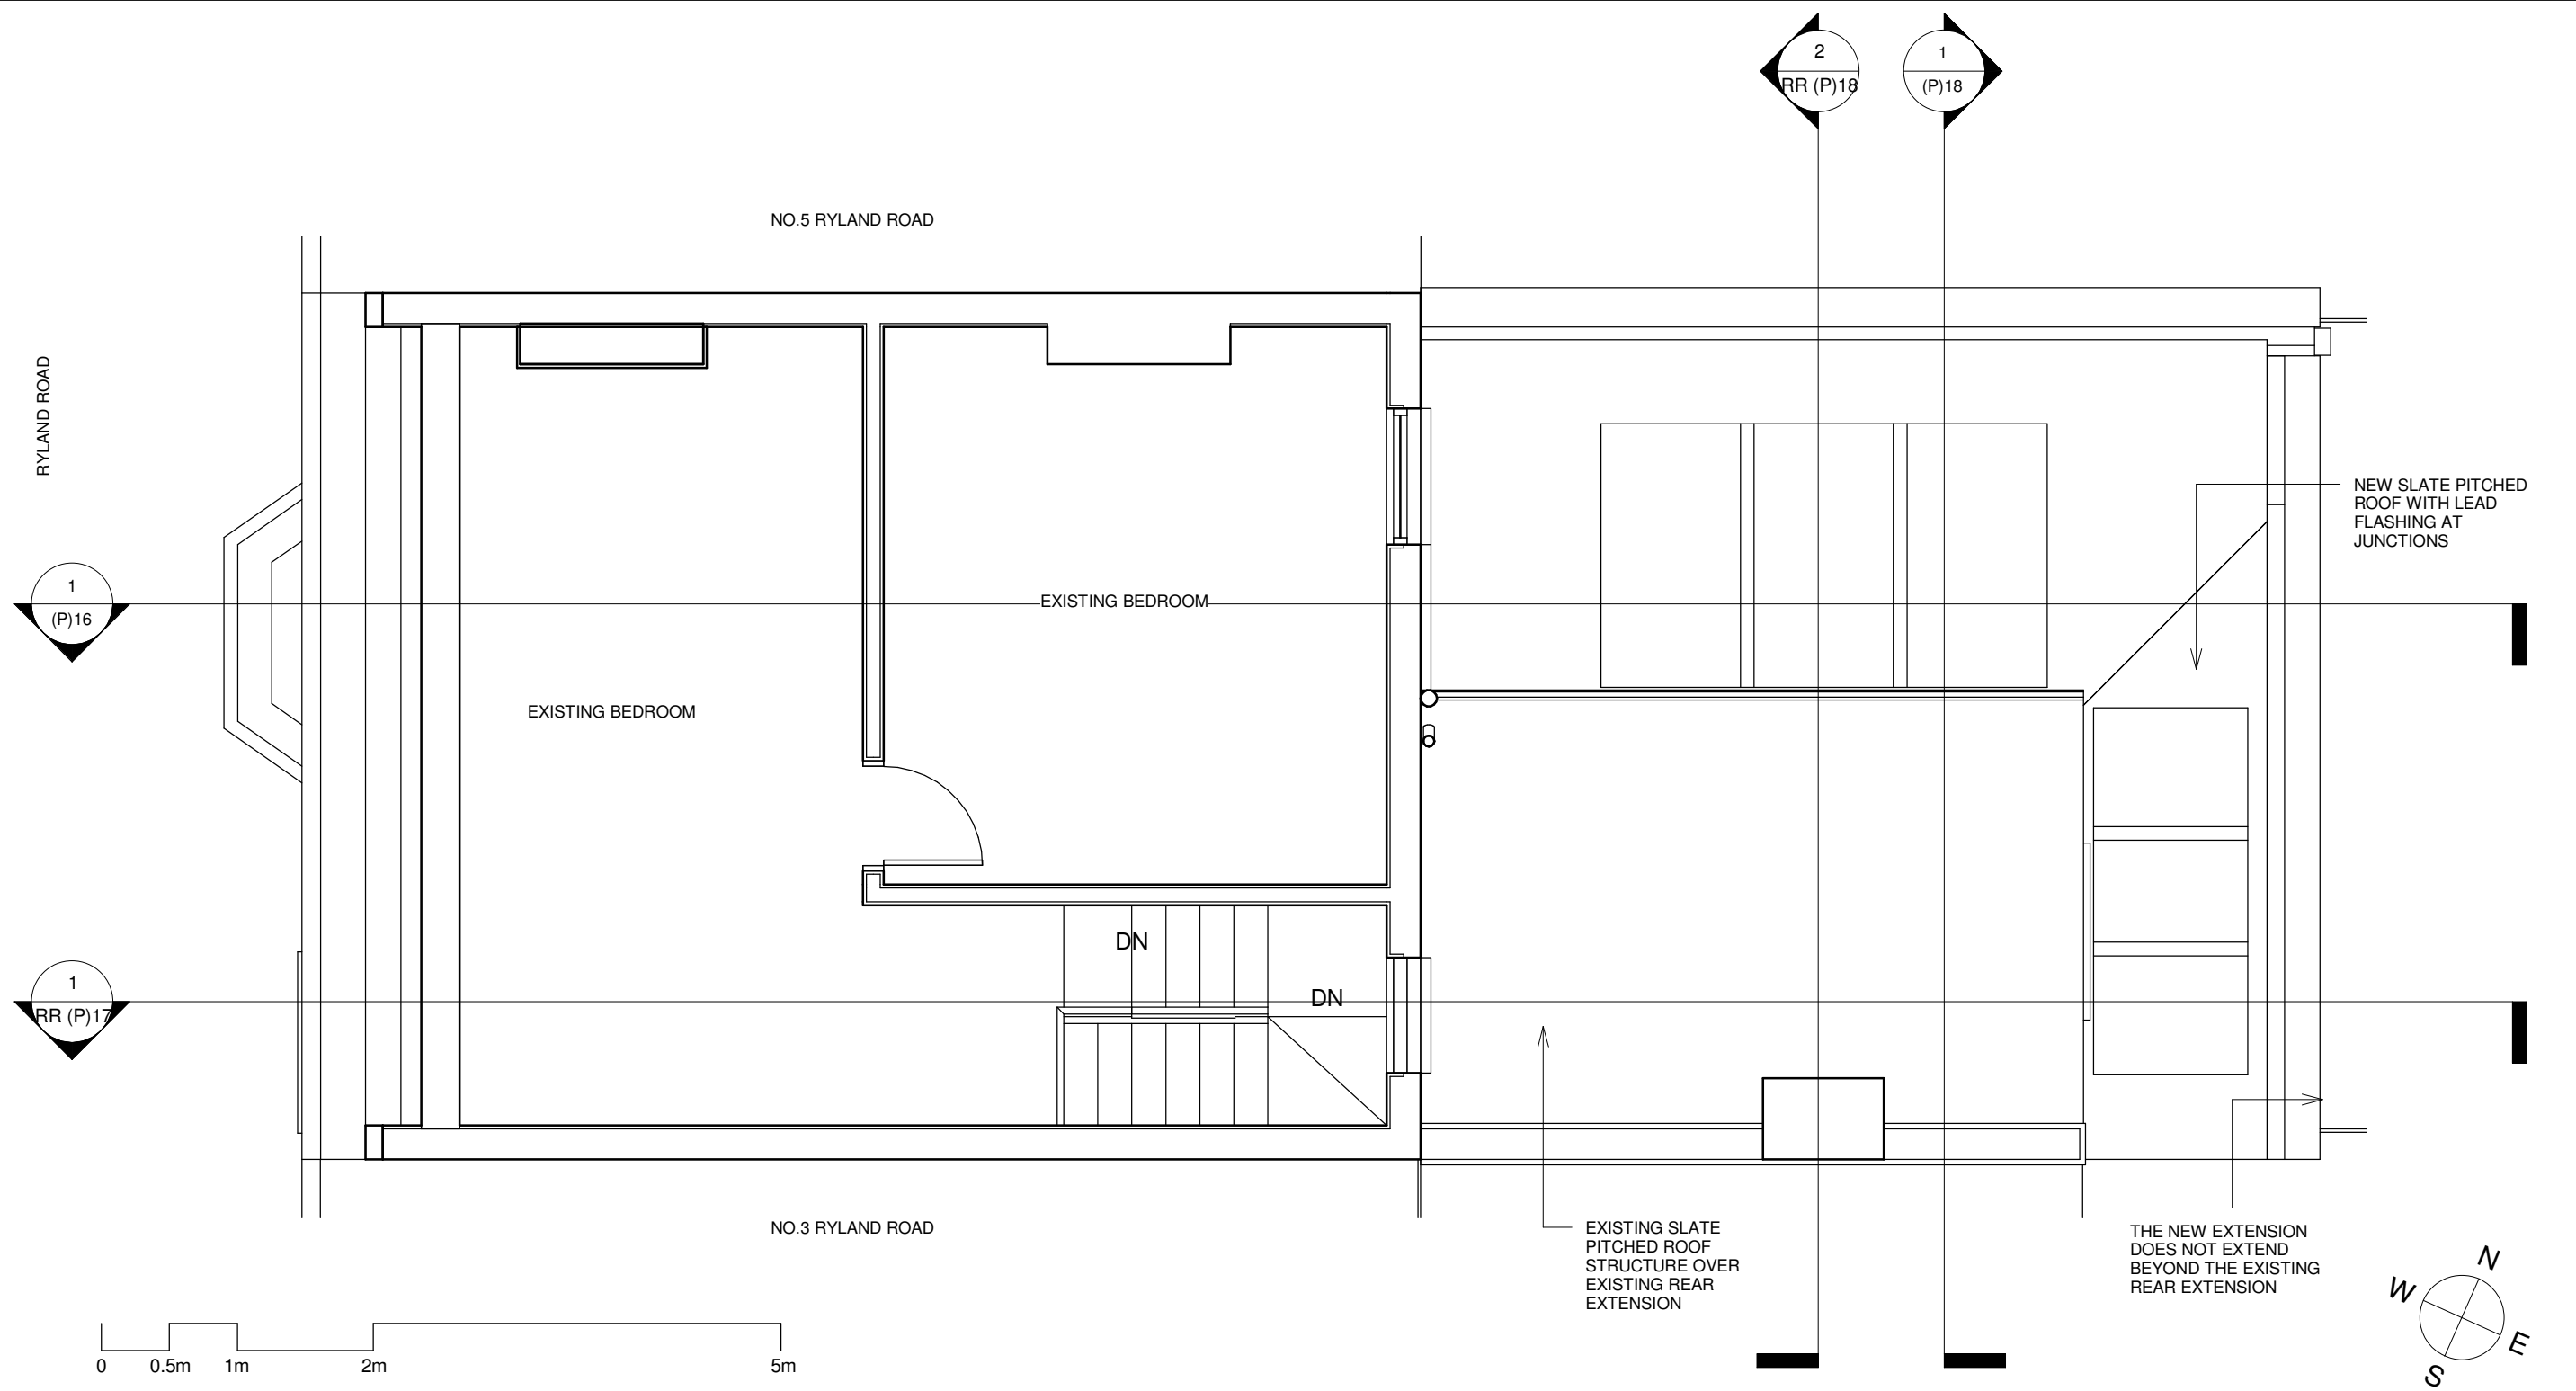 2
RR (P)18
1
(P)18
NO.5 RYLAND ROAD
RYLAND ROAD
NEW SLATE PITCHED
ROOF WITH LEAD
FLASHING AT
JUNCTIONS
1
(P)16
EXISTING BEDROOM
EXISTING BEDROOM
DN
DN
1
RR (P)17
NO.3 RYLAND ROAD
EXISTING SLATE
PITCHED ROOF
STRUCTURE OVER
EXISTING REAR
EXTENSION
THE NEW EXTENSION
DOES NOT EXTEND
BEYOND THE EXISTING
REAR EXTENSION
N
W
E
S
0 0.5m 1m 2m 5m